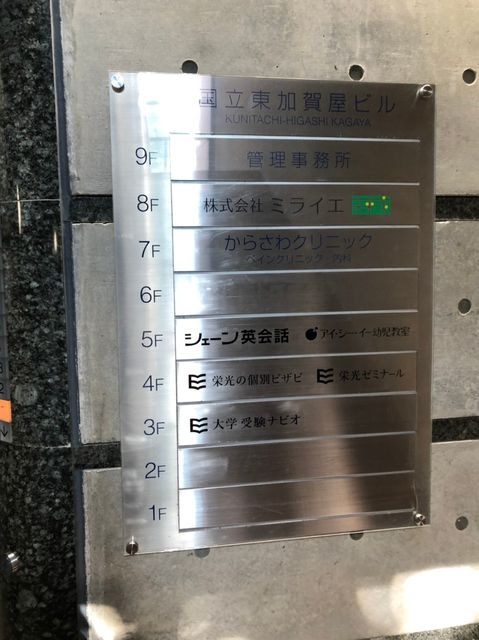 国立東加賀屋ビル
KUNITACHI-HIGASHI KAGAYA
9F 管理事務所
8F 株式会社 ミライエ
7F からさわクリニック
ペインクリニック・内科
6F
5F シェーン英会話 アイ・シー・イー幼児教室
4F 栄光の個別ビザビ 栄光ゼミナール
3F 大学受験ナビオ
2F
1F